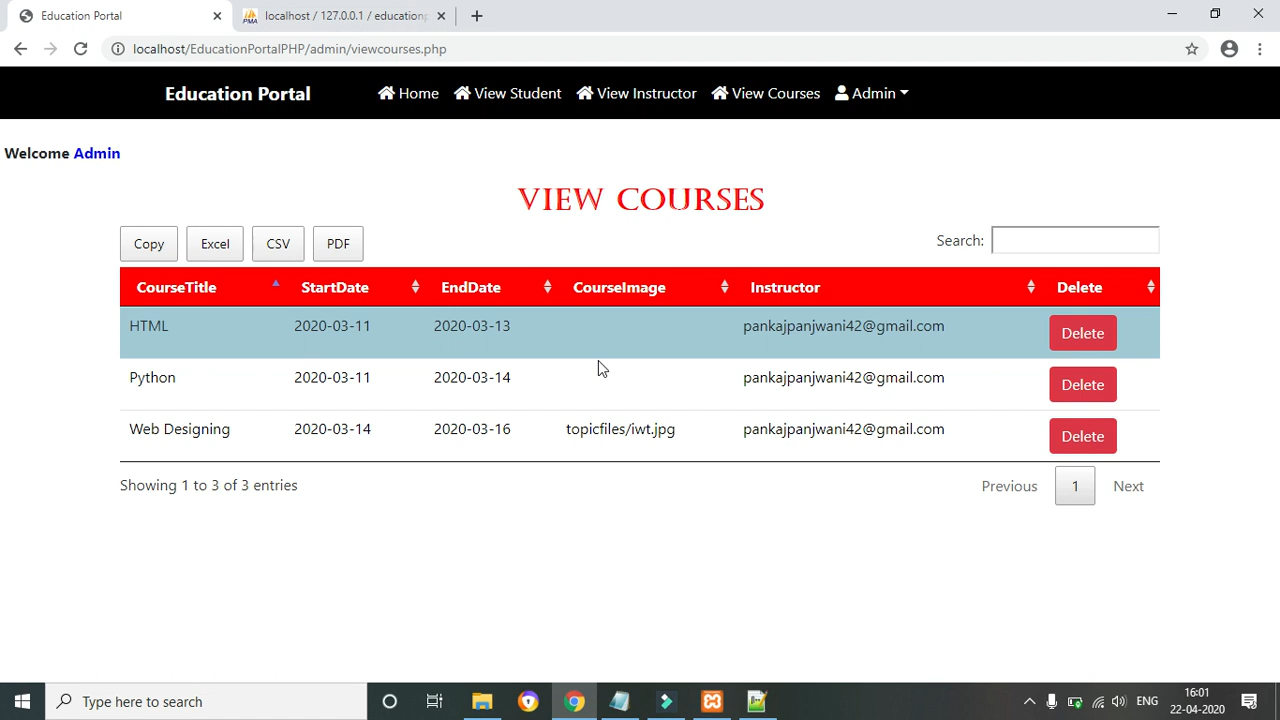 Education Portal
localhost / 127.0.0.1 / educationp
localhost/EducationPortalPHP/admin/viewcourses.php
Education Portal Home View Student View Instructor View Courses Admin
Welcome Admin
VIEW COURSES
Copy Excel CSV PDF Search:
CourseTitle StartDate EndDate CourseImage Instructor Delete
HTML 2020-03-11 2020-03-13 pankajpanjwani42@gmail.com Delete
Python 2020-03-11 2020-03-14 pankajpanjwani42@gmail.com Delete
Web Designing 2020-03-14 2020-03-16 topicfiles/iwt.jpg pankajpanjwani42@gmail.com Delete
Showing 1 to 3 of 3 entries Previous 1 Next
Type here to search
ENG
16:01
22-04-2020